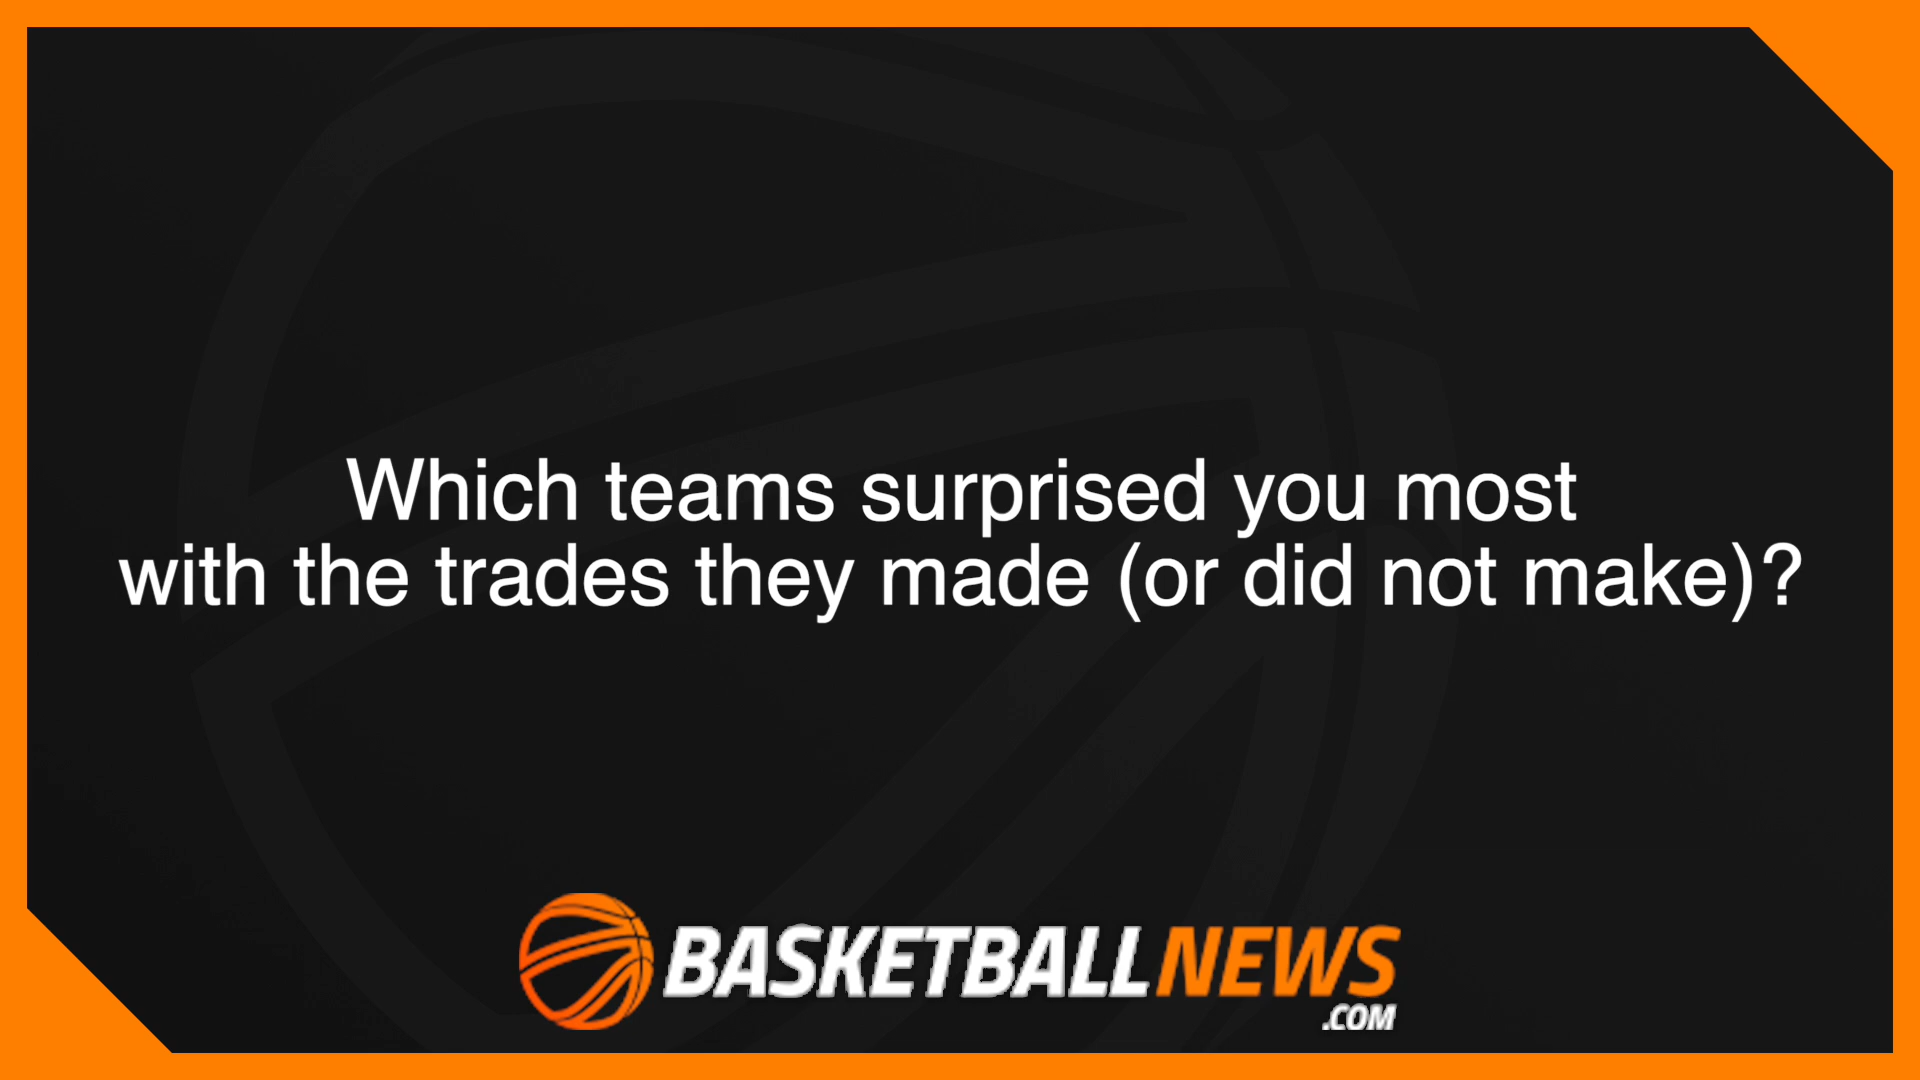 Which teams surprised you most
with the trades they made (or did not make)?
BASKETBALLNEWS
.COM